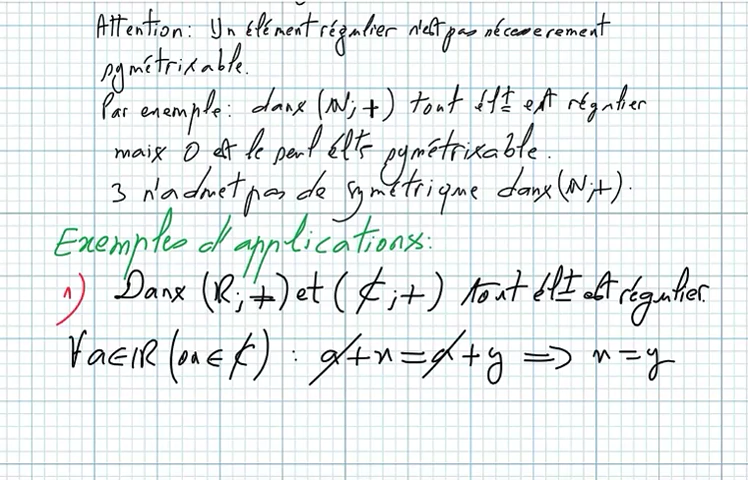 Attention: Un élément régulier n'est pas nécessairement
symétrisable.
Par exemple: dans (ℕ; +) tout élt est régulier
mais 0 est le seul élts symétrisable.
3 n'admet pas de symétrique dans (ℕ;+).
Exemples d'applications:
1) Dans (ℝ; +) et (ℂ; +) tout élt est régulier.
∀a∈ℝ (ou ∈ ℂ) : a+x = a+y ⟹ x = y